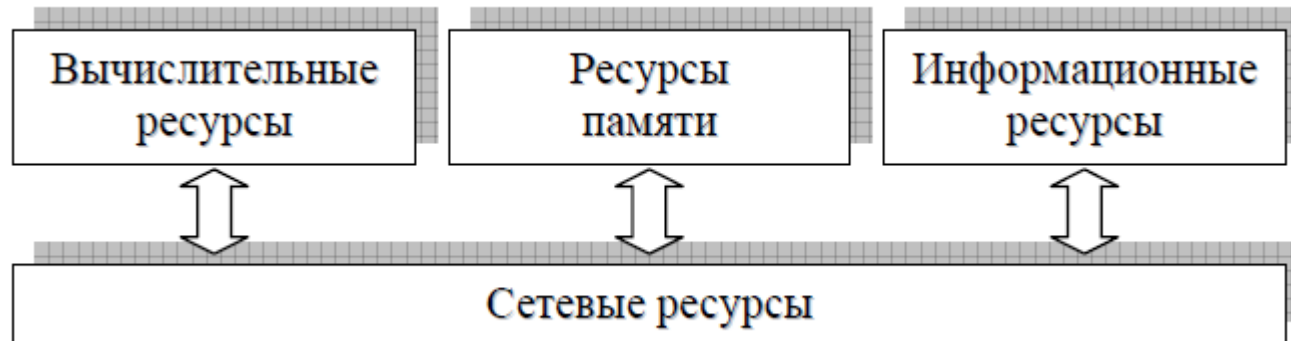 Вычислительные
ресурсы
Ресурсы
памяти
Информационные
ресурсы
Сетевые ресурсы